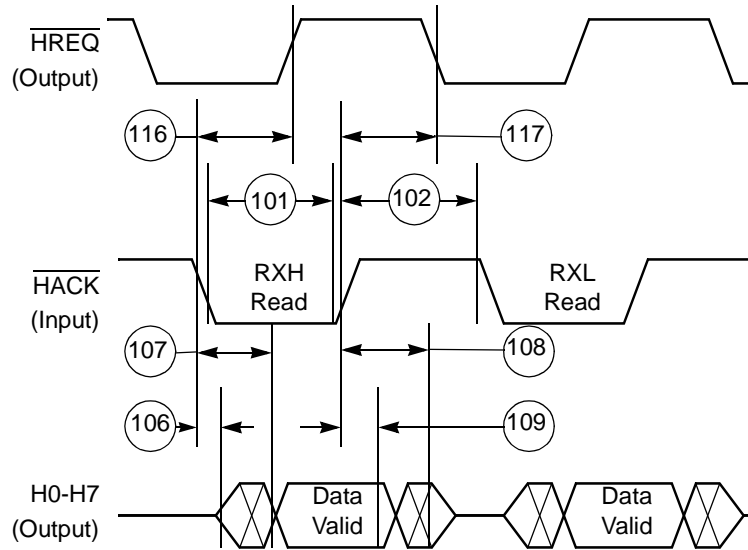 HREQ
(Output)
116
117
101
102
HACK
(Input)
RXH
Read
RXL
Read
107
108
106
109
H0-H7
(Output)
Data
Valid
Data
Valid